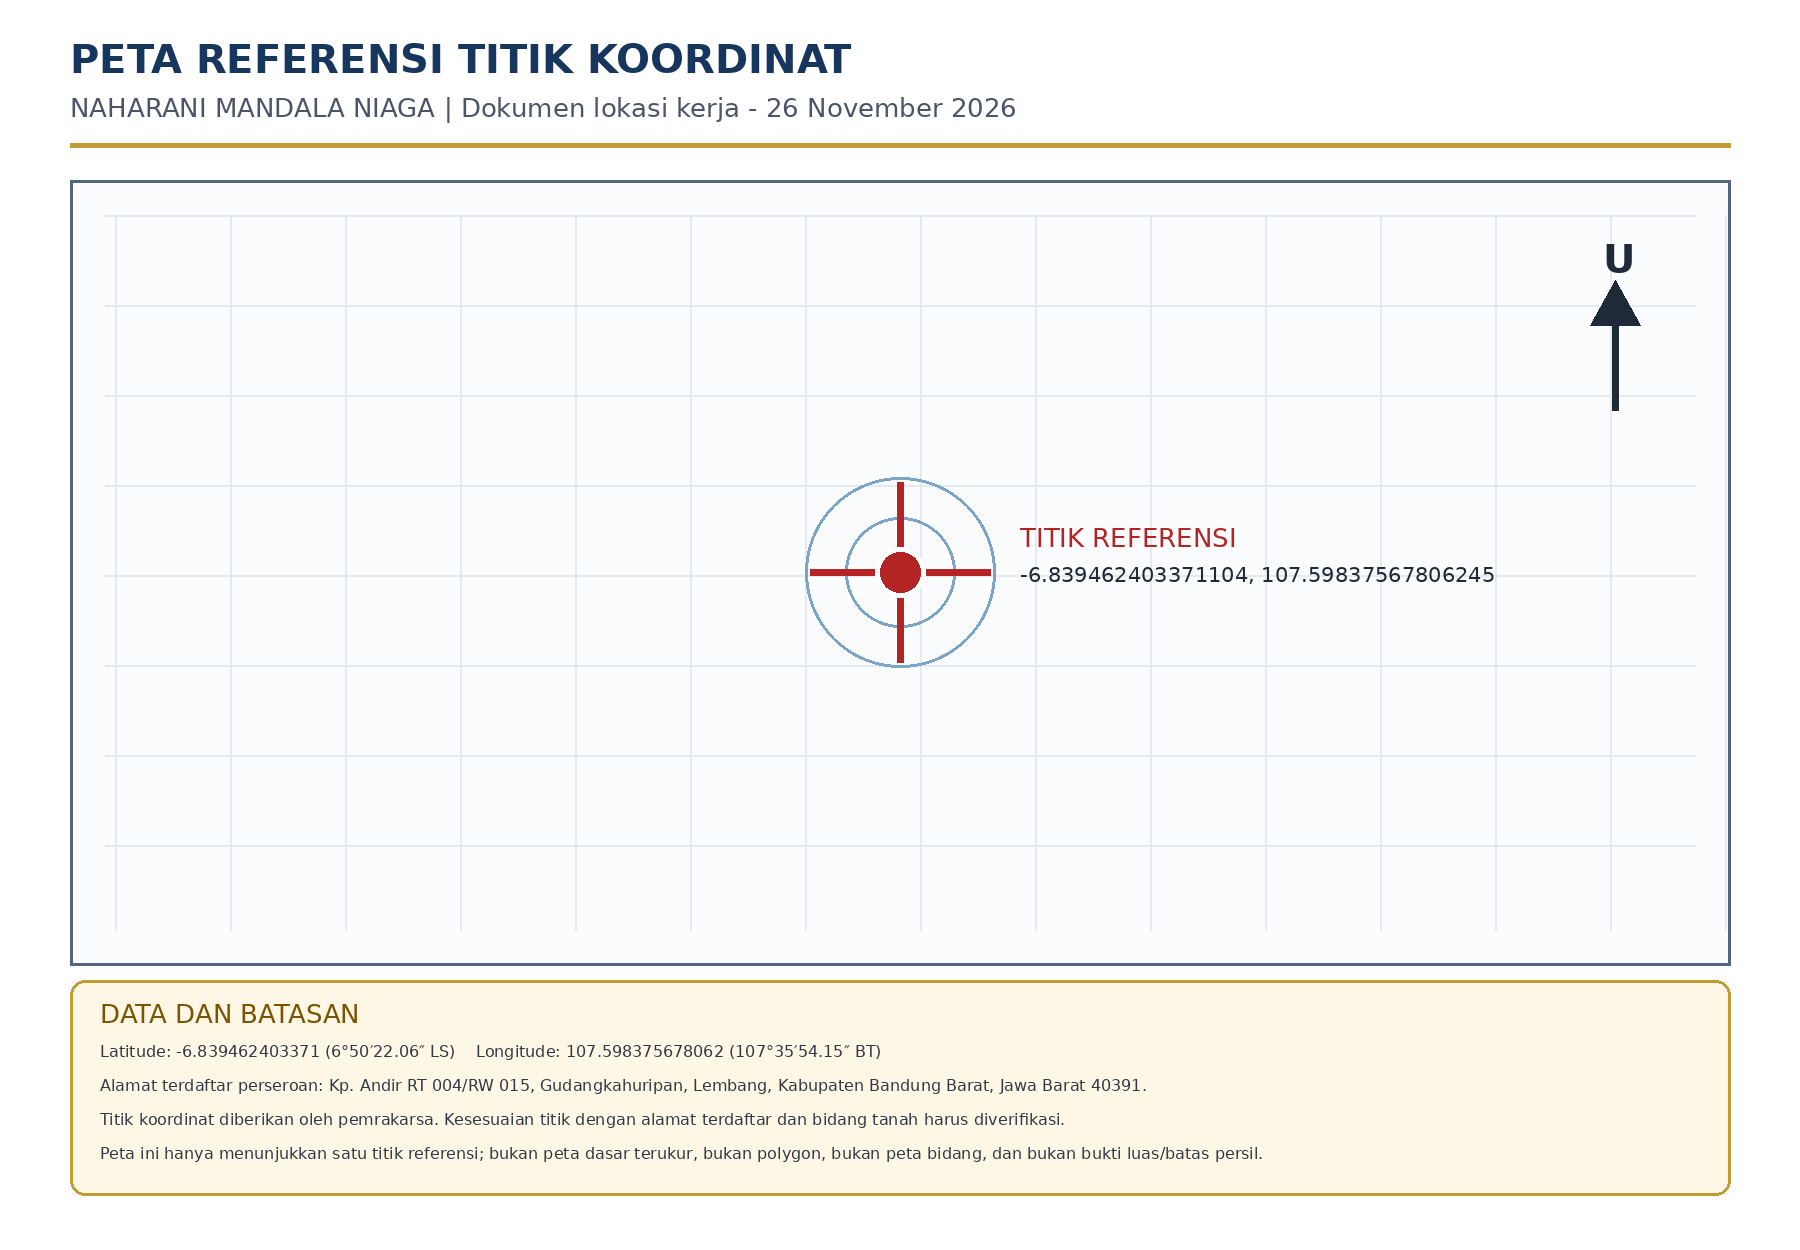 PETA REFERENSI TITIK KOORDINAT
NAHARANI MANDALA NIAGA | Dokumen lokasi kerja - 26 November 2026
U
TITIK REFERENSI
-6.839462403371104, 107.59837567806245
DATA DAN BATASAN
Latitude: -6.839462403371 (6°50′22.06″ LS) Longitude: 107.598375678062 (107°35′54.15″ BT)
Alamat terdaftar perseroan: Kp. Andir RT 004/RW 015, Gudangkahuripan, Lembang, Kabupaten Bandung Barat, Jawa Barat 40391.
Titik koordinat diberikan oleh pemrakarsa. Kesesuaian titik dengan alamat terdaftar dan bidang tanah harus diverifikasi.
Peta ini hanya menunjukkan satu titik referensi; bukan peta dasar terukur, bukan polygon, bukan peta bidang, dan bukan bukti luas/batas persil.